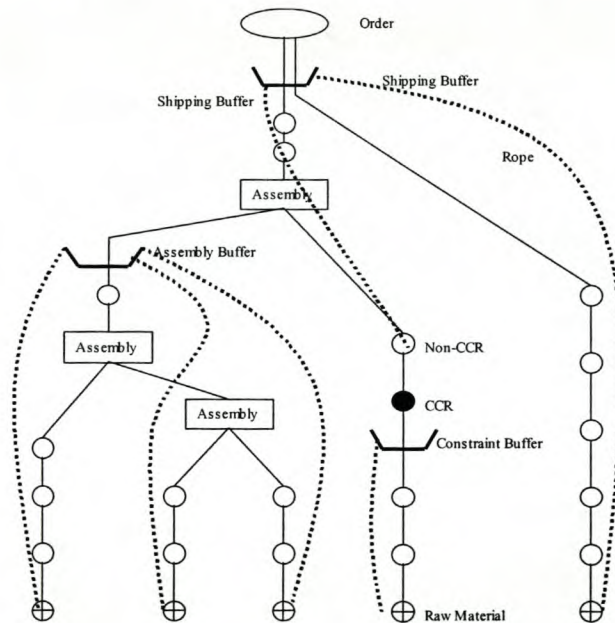 Order
Shipping Buffer
Shipping Buffer
Rope
Assembly
Assembly Buffer
Assembly
Non-CCR
CCR
Assembly
Constraint Buffer
Raw Material